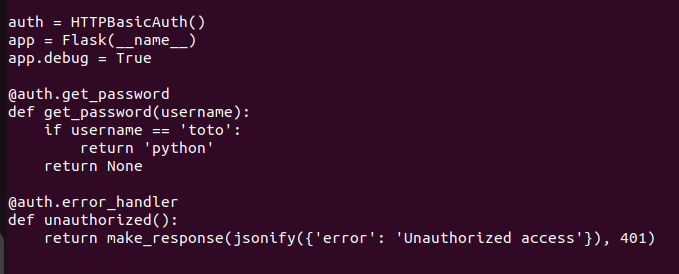 auth = HTTPBasicAuth()
app = Flask(__name__)
app.debug = True

@auth.get_password
def get_password(username):
    if username == 'toto':
        return 'python'
    return None

@auth.error_handler
def unauthorized():
    return make_response(jsonify({'error': 'Unauthorized access'}), 401)